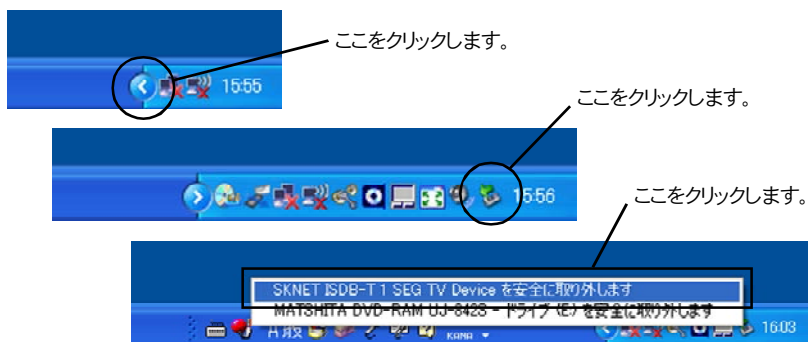 ここをクリックします。
15:55
ここをクリックします。
15:56
ここをクリックします。
SKNET ISDB-T 1 SEG TV Device を安全に取り外します
MATSHITA DVD-RAM UJ-842S - ドライブ (E:) を安全に取り外します
A 般
KANA
16:03